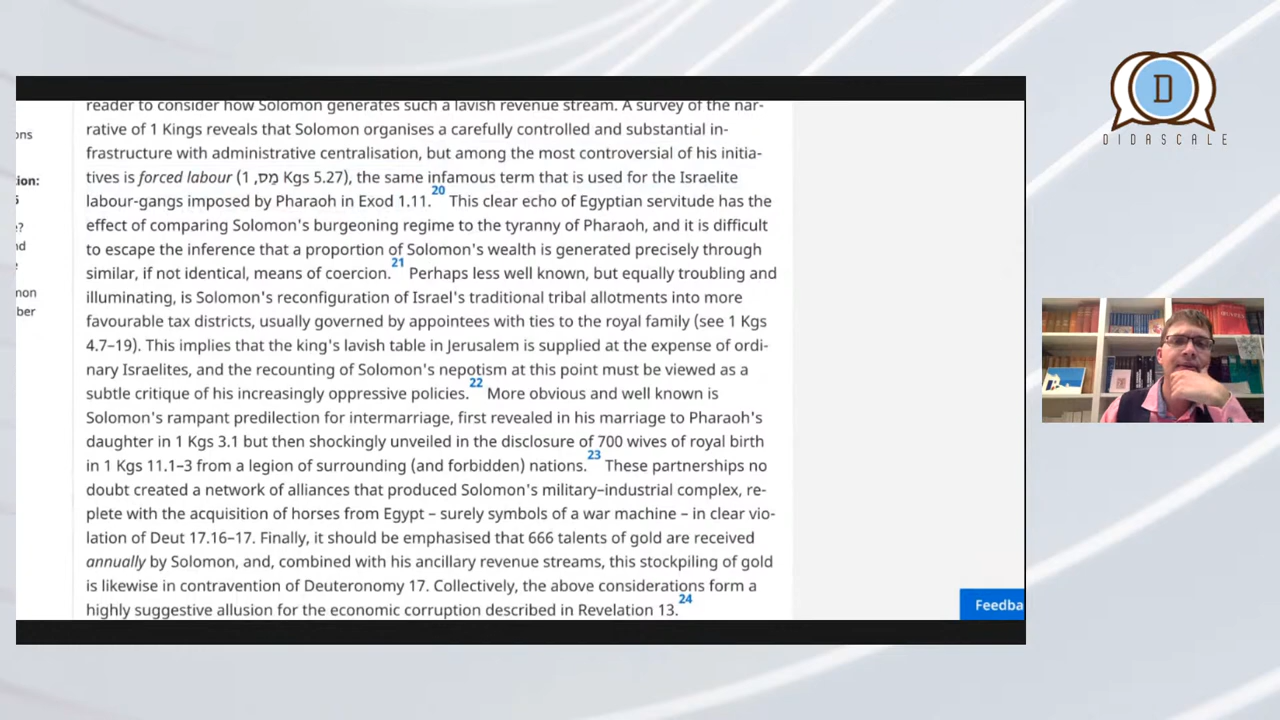 reader to consider how Solomon generates such a lavish revenue stream. A survey of the nar-
rative of 1 Kings reveals that Solomon organises a carefully controlled and substantial in-
frastructure with administrative centralisation, but among the most controversial of his initia-
tives is forced labour (מַס, 1 Kgs 5.27), the same infamous term that is used for the Israelite
labour-gangs imposed by Pharaoh in Exod 1.11.20 This clear echo of Egyptian servitude has the
effect of comparing Solomon's burgeoning regime to the tyranny of Pharaoh, and it is difficult
to escape the inference that a proportion of Solomon's wealth is generated precisely through
similar, if not identical, means of coercion.21 Perhaps less well known, but equally troubling and
illuminating, is Solomon's reconfiguration of Israel's traditional tribal allotments into more
favourable tax districts, usually governed by appointees with ties to the royal family (see 1 Kgs
4.7–19). This implies that the king's lavish table in Jerusalem is supplied at the expense of ordi-
nary Israelites, and the recounting of Solomon's nepotism at this point must be viewed as a
subtle critique of his increasingly oppressive policies.22 More obvious and well known is
Solomon's rampant predilection for intermarriage, first revealed in his marriage to Pharaoh's
daughter in 1 Kgs 3.1 but then shockingly unveiled in the disclosure of 700 wives of royal birth
in 1 Kgs 11.1–3 from a legion of surrounding (and forbidden) nations.23 These partnerships no
doubt created a network of alliances that produced Solomon's military–industrial complex, re-
plete with the acquisition of horses from Egypt – surely symbols of a war machine – in clear vio-
lation of Deut 17.16–17. Finally, it should be emphasised that 666 talents of gold are received
annually by Solomon, and, combined with his ancillary revenue streams, this stockpiling of gold
is likewise in contravention of Deuteronomy 17. Collectively, the above considerations form a
highly suggestive allusion for the economic corruption described in Revelation 13.24
ons
ion:
?
nd
e
non
ber
Feedba
D
DIDASCALE